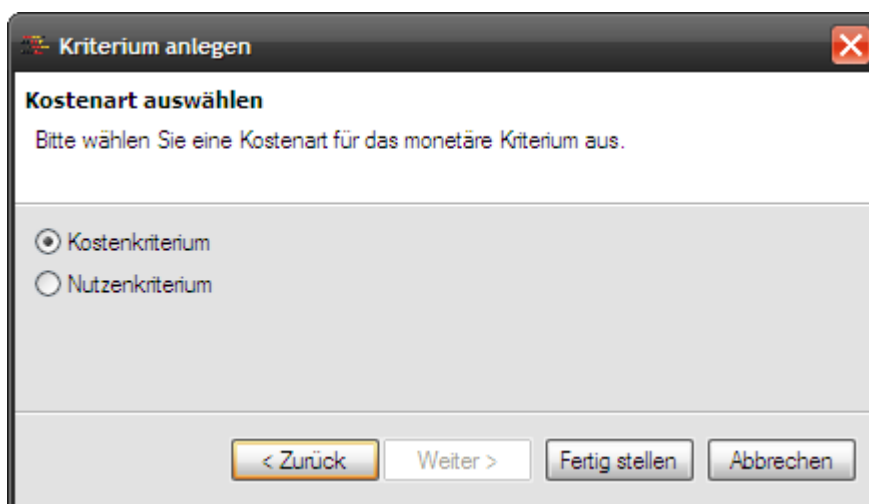 Kriterium anlegen
Kostenart auswählen
Bitte wählen Sie eine Kostenart für das monetäre Kriterium aus.
Kostenkriterium
Nutzenkriterium
< Zurück Weiter > Fertig stellen Abbrechen